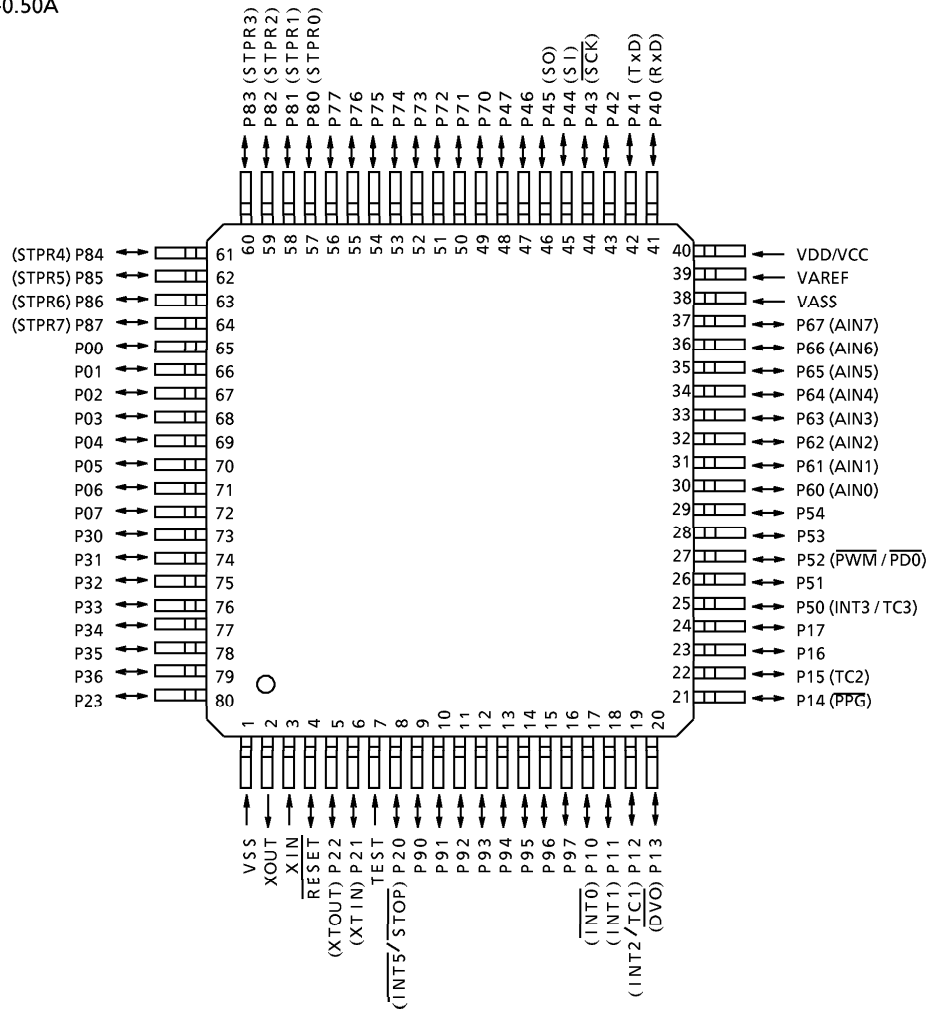 -0.50A
P83 (STPR3)
P82 (STPR2)
P81 (STPR1)
P80 (STPR0)
P77
P76
P75
P74
P73
P72
P71
P70
P47
P46
P45 (SO)
P44 (SI)
P43 (SCK)
P42
P41 (TxD)
P40 (RxD)
60 59 58 57 56 55 54 53 52 51 50 49 48 47 46 45 44 43 42 41
(STPR4) P84 61
(STPR5) P85 62
(STPR6) P86 63
(STPR7) P87 64
P00 65
P01 66
P02 67
P03 68
P04 69
P05 70
P06 71
P07 72
P30 73
P31 74
P32 75
P33 76
P34 77
P35 78
P36 79
P23 80
40 VDD/VCC
39 VAREF
38 VASS
37 P67 (AIN7)
36 P66 (AIN6)
35 P65 (AIN5)
34 P64 (AIN4)
33 P63 (AIN3)
32 P62 (AIN2)
31 P61 (AIN1)
30 P60 (AIN0)
29 P54
28 P53
27 P52 (PWM / PD0)
26 P51
25 P50 (INT3 / TC3)
24 P17
23 P16
22 P15 (TC2)
21 P14 (PPG)
1 2 3 4 5 6 7 8 9 10 11 12 13 14 15 16 17 18 19 20
VSS
XOUT
XIN
RESET
(XTOUT) P22
(XTIN) P21
TEST
(INT5/STOP) P20
P90
P91
P92
P93
P94
P95
P96
P97
(INT0) P10
(INT1) P11
(INT2/TC1) P12
(DVO) P13